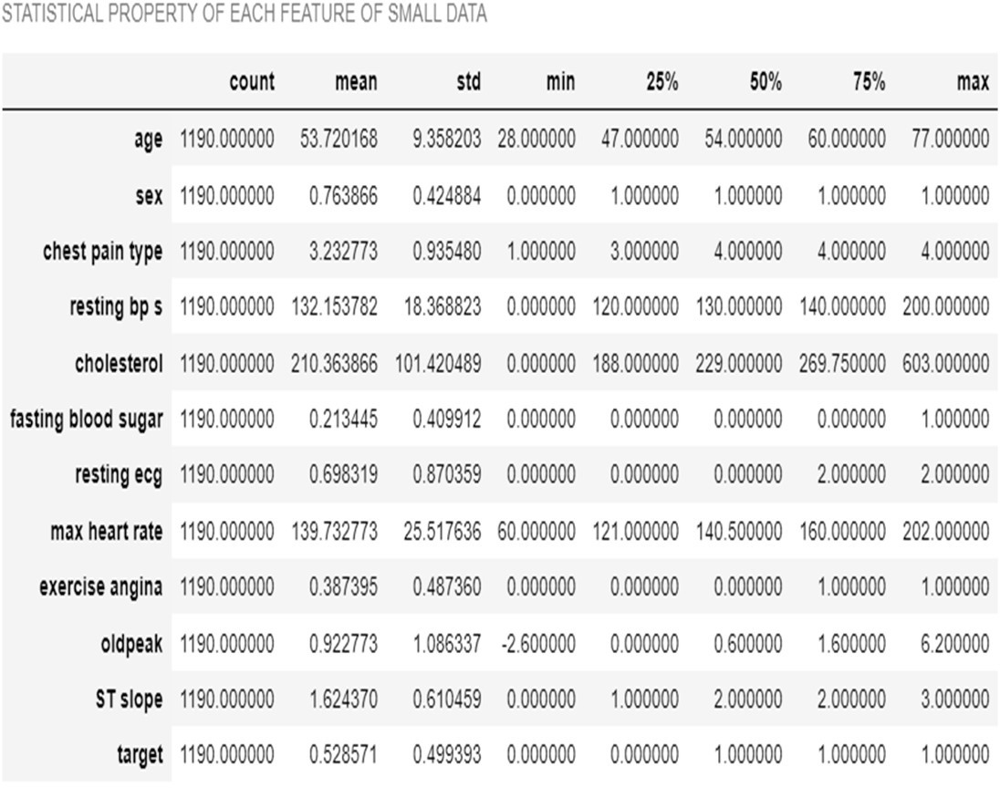 STATISTICAL PROPERTY OF EACH FEATURE OF SMALL DATA
count mean std min 25% 50% 75% max
age 1190.000000 53.720168 9.358203 28.000000 47.000000 54.000000 60.000000 77.000000
sex 1190.000000 0.763866 0.424884 0.000000 1.000000 1.000000 1.000000 1.000000
chest pain type 1190.000000 3.232773 0.935480 1.000000 3.000000 4.000000 4.000000 4.000000
resting bp s 1190.000000 132.153782 18.368823 0.000000 120.000000 130.000000 140.000000 200.000000
cholesterol 1190.000000 210.363866 101.420489 0.000000 188.000000 229.000000 269.750000 603.000000
fasting blood sugar 1190.000000 0.213445 0.409912 0.000000 0.000000 0.000000 0.000000 1.000000
resting ecg 1190.000000 0.698319 0.870359 0.000000 0.000000 0.000000 2.000000 2.000000
max heart rate 1190.000000 139.732773 25.517636 60.000000 121.000000 140.500000 160.000000 202.000000
exercise angina 1190.000000 0.387395 0.487360 0.000000 0.000000 0.000000 1.000000 1.000000
oldpeak 1190.000000 0.922773 1.086337 -2.600000 0.000000 0.600000 1.600000 6.200000
ST slope 1190.000000 1.624370 0.610459 0.000000 1.000000 2.000000 2.000000 3.000000
target 1190.000000 0.528571 0.499393 0.000000 0.000000 1.000000 1.000000 1.000000